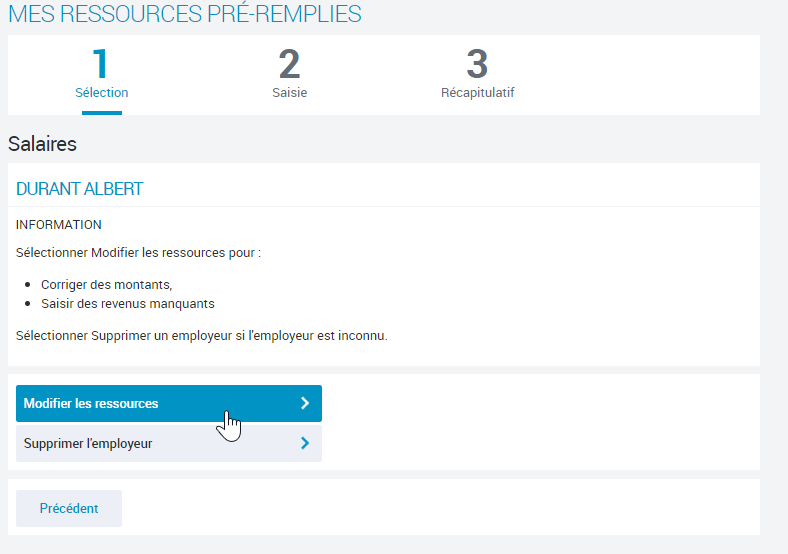 MES RESSOURCES PRÉ-REMPLIES
1
Sélection
2
Saisie
3
Récapitulatif
Salaires
DURANT ALBERT
INFORMATION
Sélectionner Modifier les ressources pour :
Corriger des montants,
Saisir des revenus manquants
Sélectionner Supprimer un employeur si l'employeur est inconnu.
Modifier les ressources
Supprimer l'employeur
Précédent